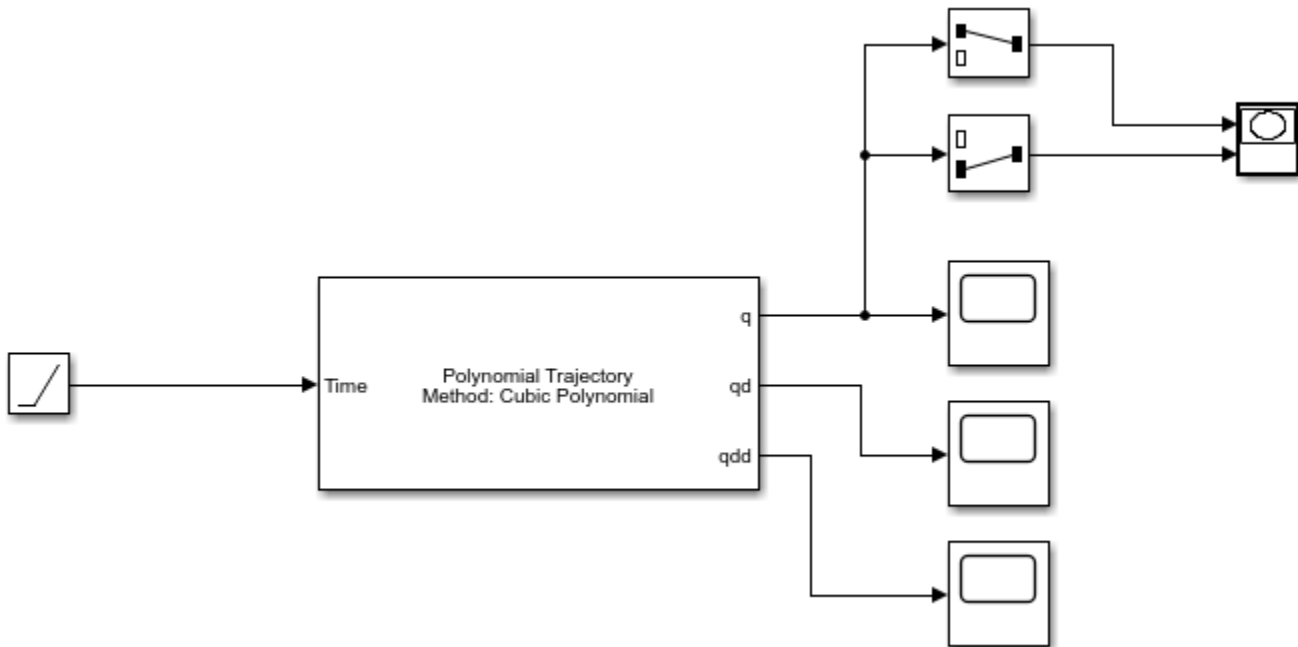 q
Time
Polynomial Trajectory
Method: Cubic Polynomial
qd
qdd